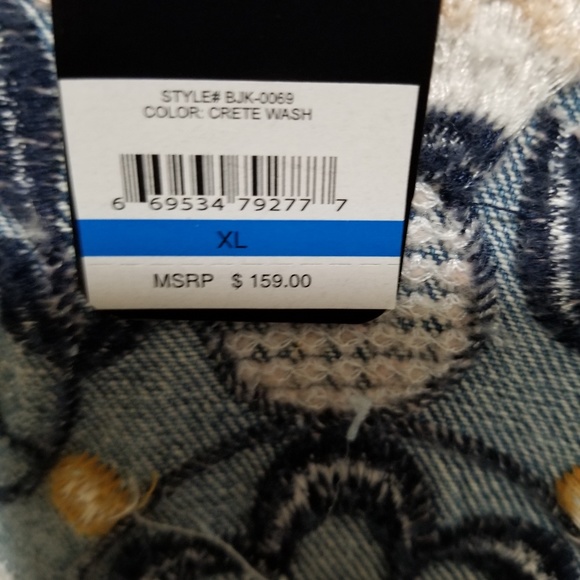 STYLE# BJK-0069
COLOR: CRETE WASH
6 69534 79277 7
XL
MSRP $ 159.00